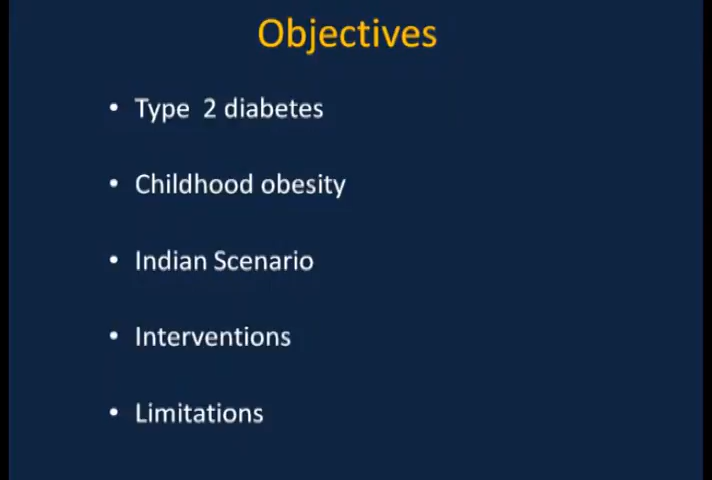 Objectives
• Type 2 diabetes
• Childhood obesity
• Indian Scenario
• Interventions
• Limitations